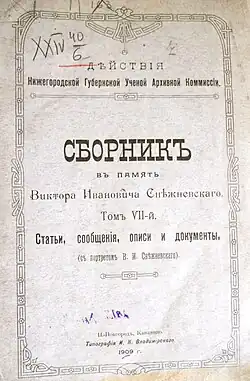 XXIV 40
6
ДѢЙСТВІЯ
Нижегородской Губернской Ученой Архивной Коммиссіи.
СБОРНИКЪ
ВЪ ПАМЯТЬ
Виктора Ивановича Снѣжневскаго.
Томъ VII-й.
Статьи, сообщенія, описи и документы.
(съ портретомъ В. И. Снѣжневскаго).
Н.-Новгородъ, Канавино.
Типографія И. К. Владимірскаго
1909 г.